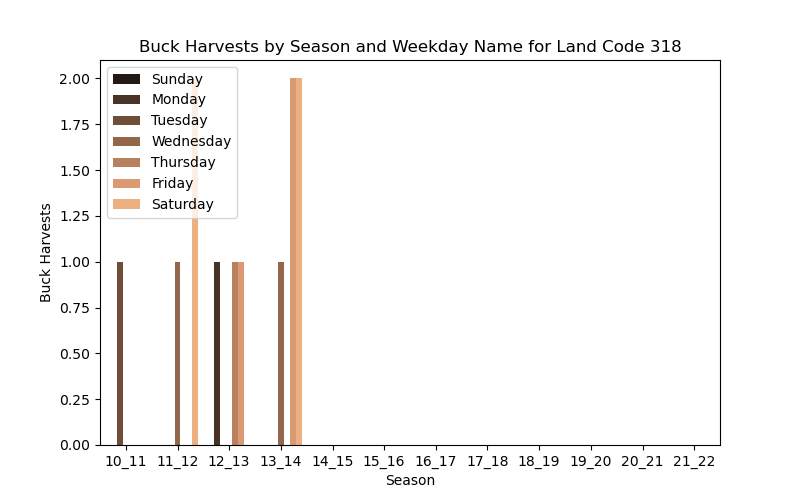 Buck Harvests by Season and Weekday Name for Land Code 318
2.00
1.75
1.50
1.25
1.00
0.75
0.50
0.25
0.00
Buck Harvests
Sunday
Monday
Tuesday
Wednesday
Thursday
Friday
Saturday
10_11 11_12 12_13 13_14 14_15 15_16 16_17 17_18 18_19 19_20 20_21 21_22
Season